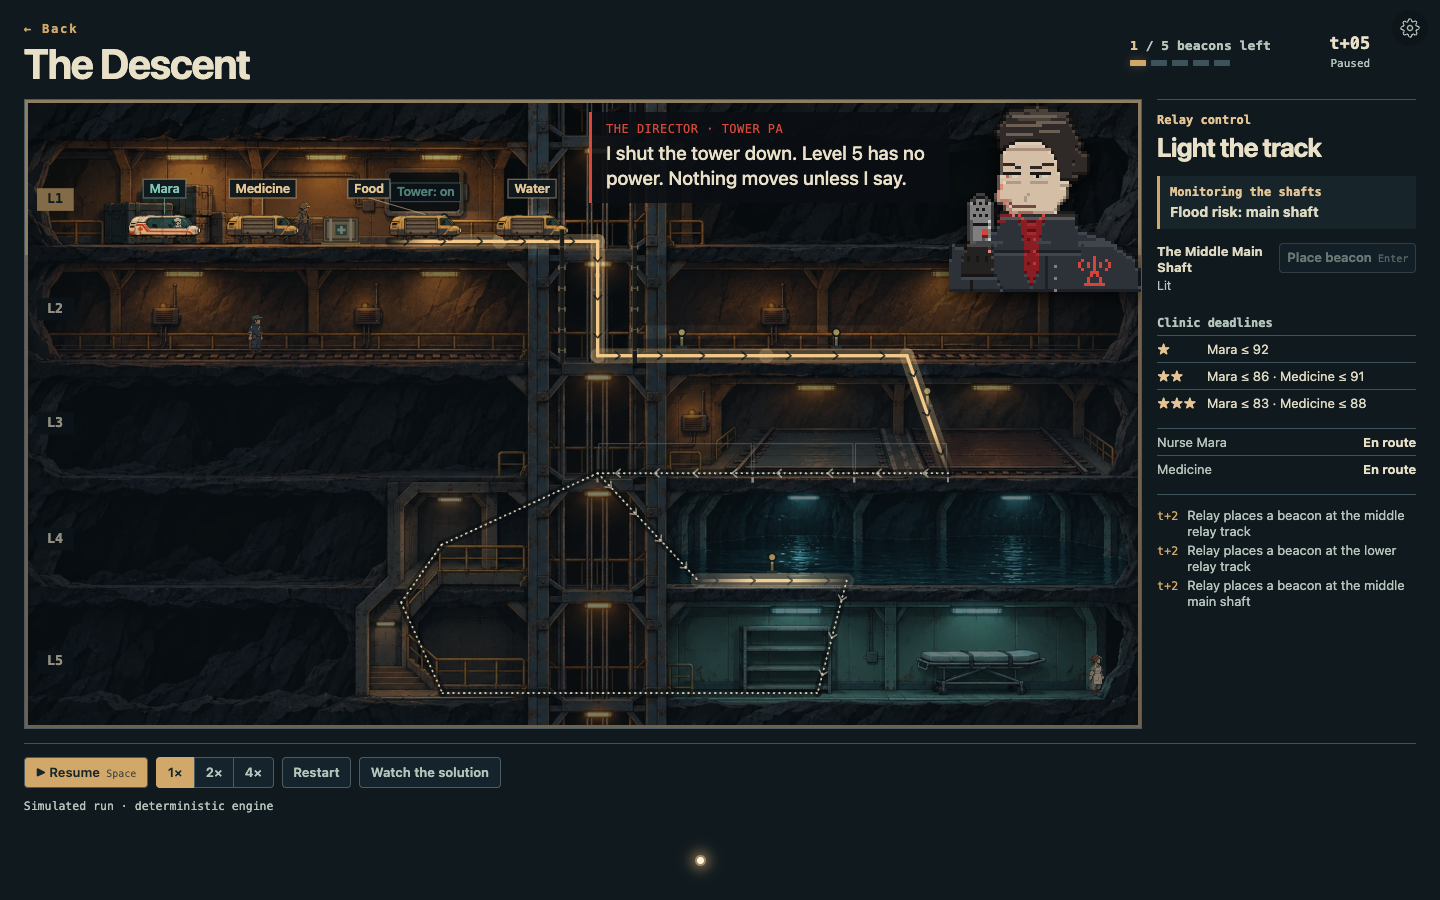 ← Back
The Descent
1 / 5 beacons left
t+05
Paused
THE DIRECTOR · TOWER PA
I shut the tower down. Level 5 has no
power. Nothing moves unless I say.
L1
Mara
Medicine
Food
Tower: on
Water
L2
L3
L4
L5
Relay control
Light the track
Monitoring the shafts
Flood risk: main shaft
The Middle Main
Shaft
Lit
Place beacon Enter
Clinic deadlines
★ Mara ≤ 92
★★ Mara ≤ 86 · Medicine ≤ 91
★★★ Mara ≤ 83 · Medicine ≤ 88
Nurse Mara En route
Medicine En route
t+2 Relay places a beacon at the middle
relay track
t+2 Relay places a beacon at the lower
relay track
t+2 Relay places a beacon at the middle
main shaft
▶ Resume Space
1×
2×
4×
Restart
Watch the solution
Simulated run · deterministic engine